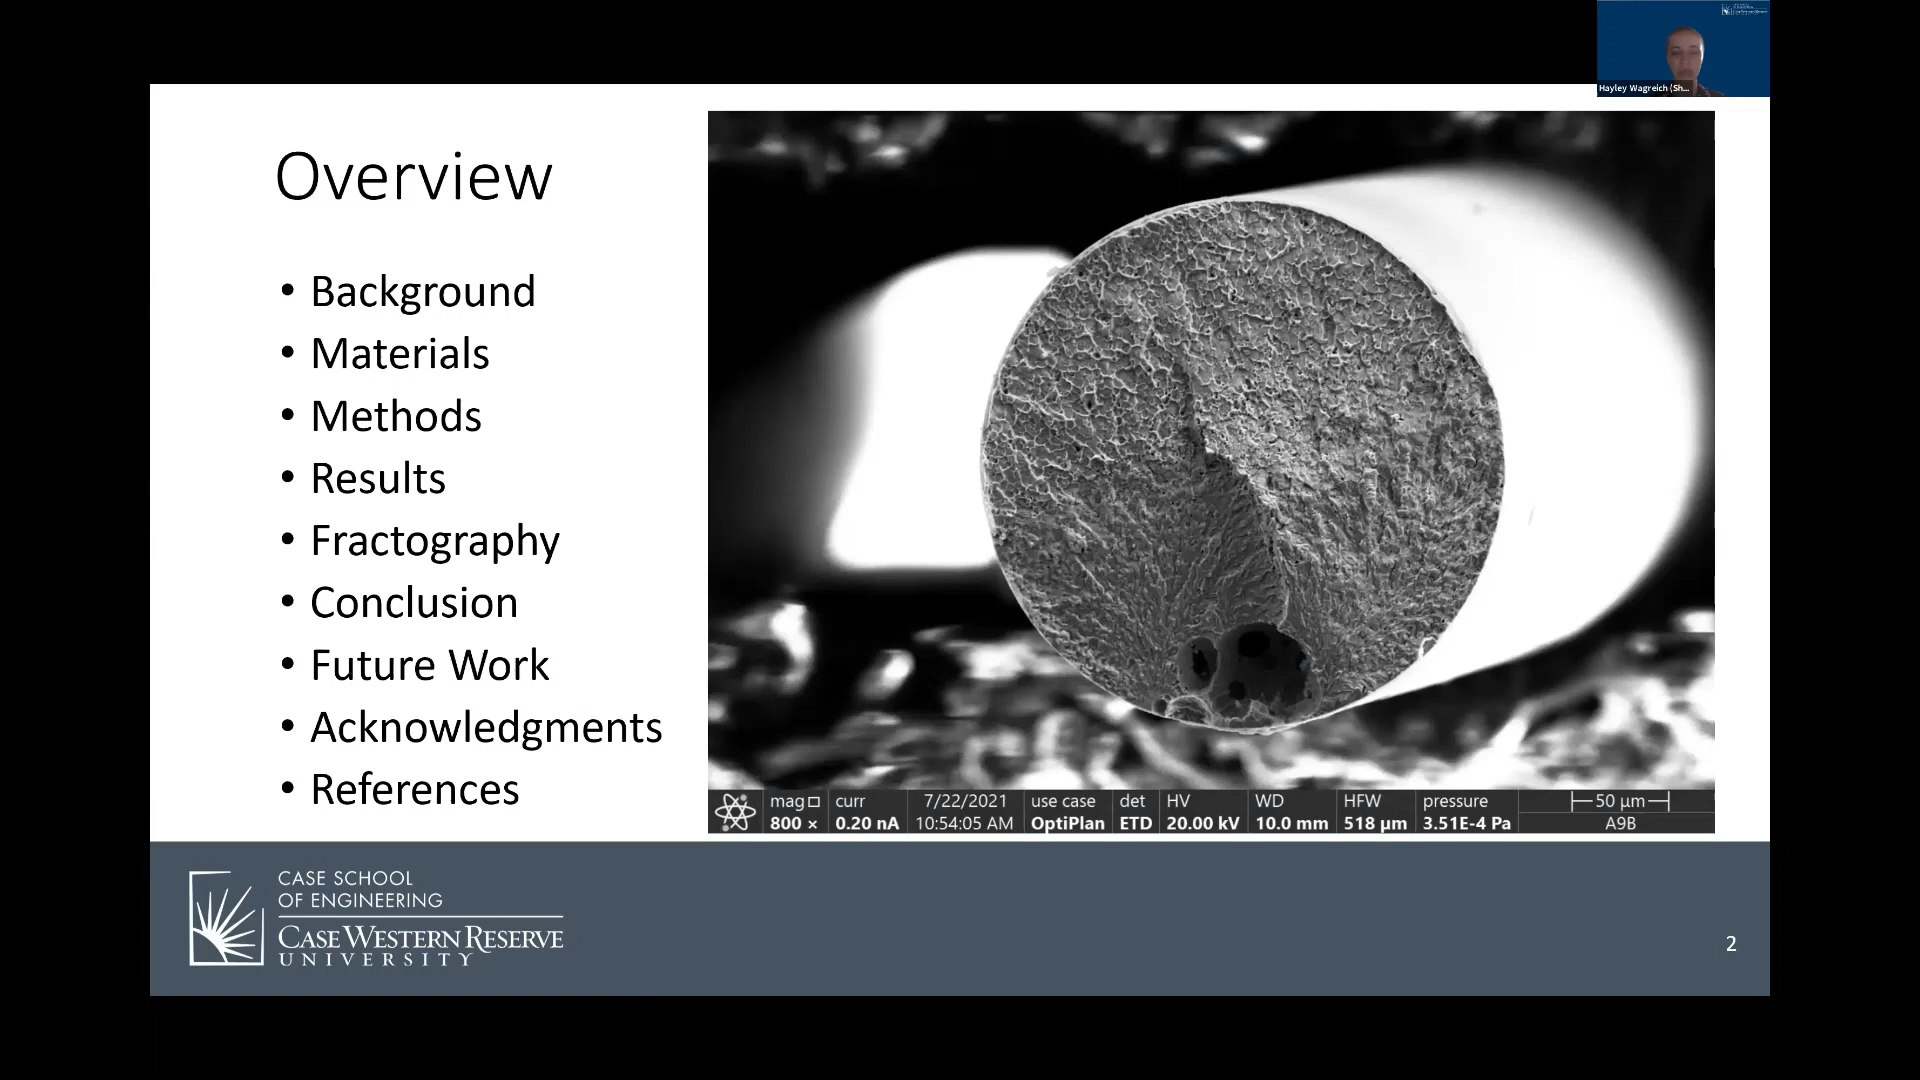 Hayley Wagreich (Sh...
Overview
• Background
• Materials
• Methods
• Results
• Fractography
• Conclusion
• Future Work
• Acknowledgments
• References
mag□ curr 7/22/2021 use case det HV WD HFW pressure 50 µm
800 × 0.20 nA 10:54:05 AM OptiPlan ETD 20.00 kV 10.0 mm 518 µm 3.51E-4 Pa A9B
CASE SCHOOL
OF ENGINEERING
CASE WESTERN RESERVE
UNIVERSITY
2